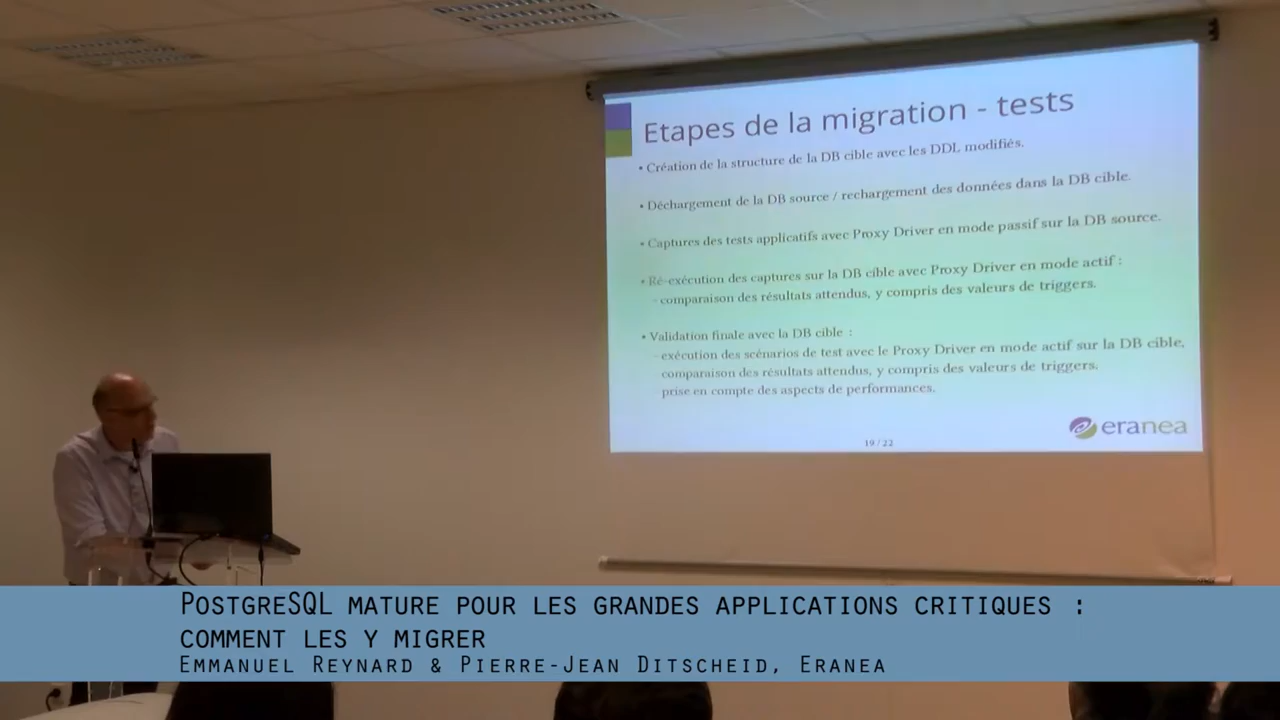 Etapes de la migration - tests
• Création de la structure de la DB cible avec les DDL modifiés.
• Déchargement de la DB source / rechargement des données dans la DB cible.
• Captures des tests applicatifs avec Proxy Driver en mode passif sur la DB source.
• Ré-exécution des captures sur la DB cible avec Proxy Driver en mode actif :
- comparaison des résultats attendus, y compris des valeurs de triggers.
• Validation finale avec la DB cible :
- exécution des scénarios de test avec le Proxy Driver en mode actif sur la DB cible,
comparaison des résultats attendus, y compris des valeurs de triggers.
prise en compte des aspects de performances.
eranea
19 / 22
PostgreSQL mature pour les grandes applications critiques :
comment les y migrer
Emmanuel Reynard & Pierre-Jean Ditscheid, Eranea